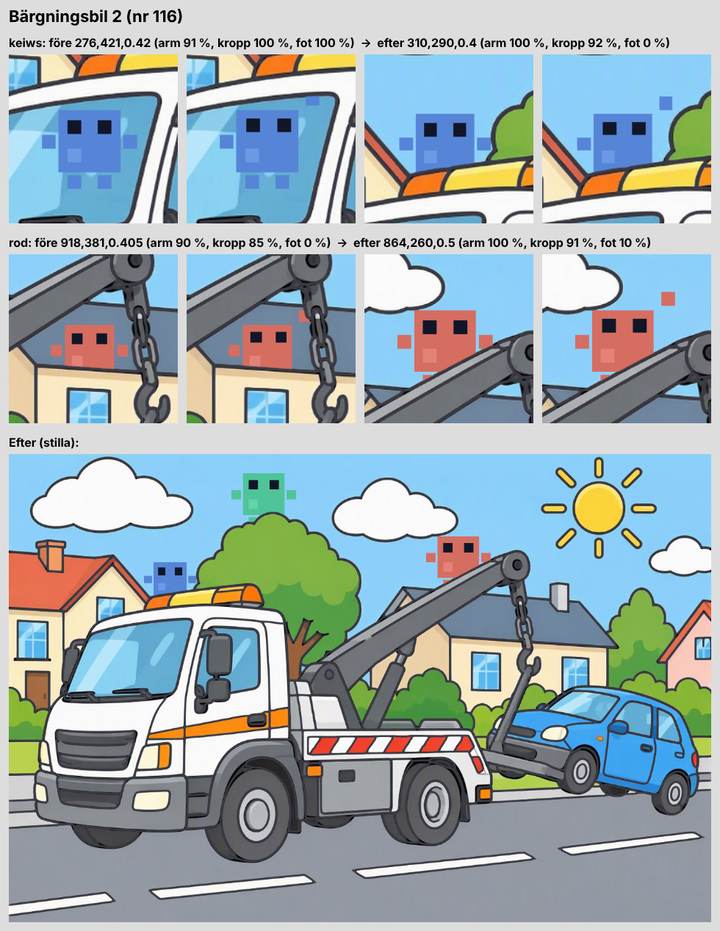 Bärgningsbil 2 (nr 116)
keiws: före 276,421,0.42 (arm 91 %, kropp 100 %, fot 100 %) → efter 310,290,0.4 (arm 100 %, kropp 92 %, fot 0 %)
rod: före 918,381,0.405 (arm 90 %, kropp 85 %, fot 0 %) → efter 864,260,0.5 (arm 100 %, kropp 91 %, fot 10 %)
Efter (stilla):